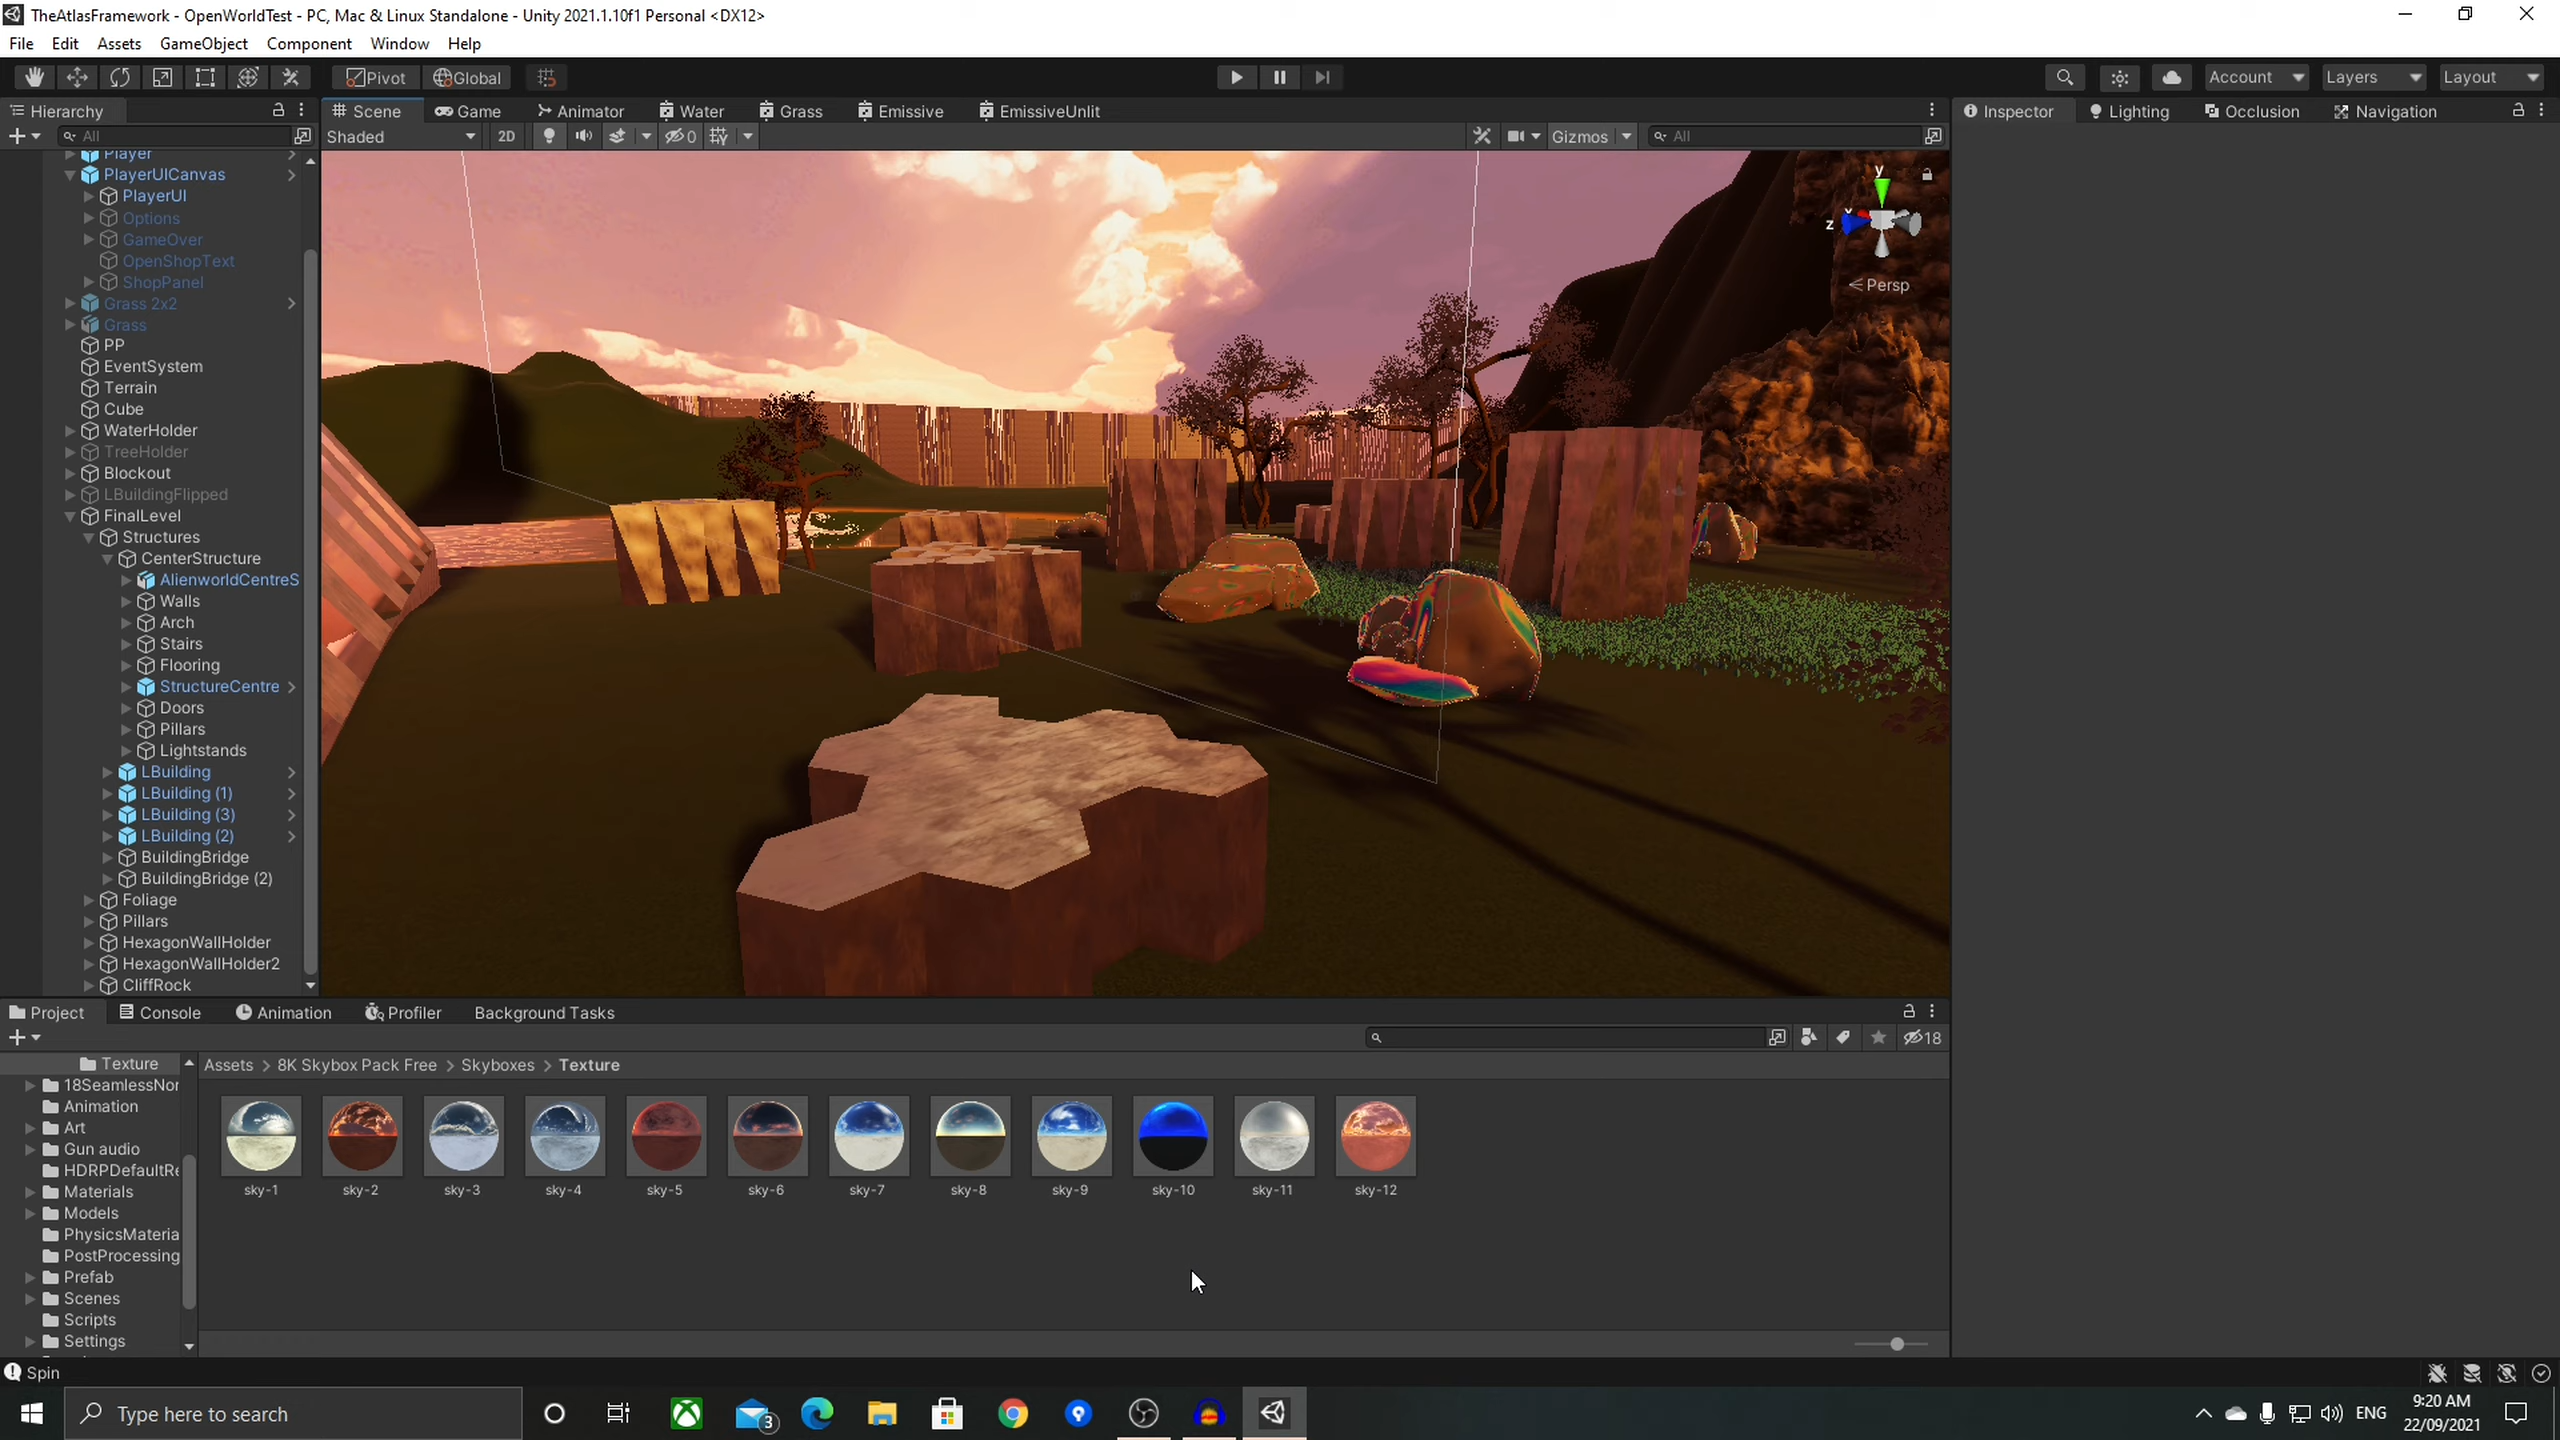 TheAtlasFramework - OpenWorldTest - PC, Mac & Linux Standalone - Unity 2021.1.10f1 Personal <DX12>
File Edit Assets GameObject Component Window Help
Pivot Global Account Layers Layout
Hierarchy Scene Game Animator Water Grass Emissive EmissiveUnlit Inspector Lighting Occlusion Navigation
All Shaded 2D 0 Gizmos All
Player
PlayerUICanvas
PlayerUI
Options
GameOver
OpenShopText
ShopPanel
Grass 2x2
Grass
PP
EventSystem
Terrain
Cube
WaterHolder
TreeHolder
Blockout
LBuildingFlipped
FinalLevel
Structures
CenterStructure
AlienworldCentreS
Walls
Arch
Stairs
Flooring
StructureCentre
Doors
Pillars
Lightstands
LBuilding
LBuilding (1)
LBuilding (3)
LBuilding (2)
BuildingBridge
BuildingBridge (2)
Foliage
Pillars
HexagonWallHolder
HexagonWallHolder2
CliffRock
y
z
Persp
Project Console Animation Profiler Background Tasks
18
Texture
18SeamlessNor
Animation
Art
Gun audio
HDRPDefaultRe
Materials
Models
PhysicsMateria
PostProcessing
Prefab
Scenes
Scripts
Settings
Assets > 8K Skybox Pack Free > Skyboxes > Texture
sky-1 sky-2 sky-3 sky-4 sky-5 sky-6 sky-7 sky-8 sky-9 sky-10 sky-11 sky-12
Spin
Type here to search
3
ENG
9:20 AM
22/09/2021